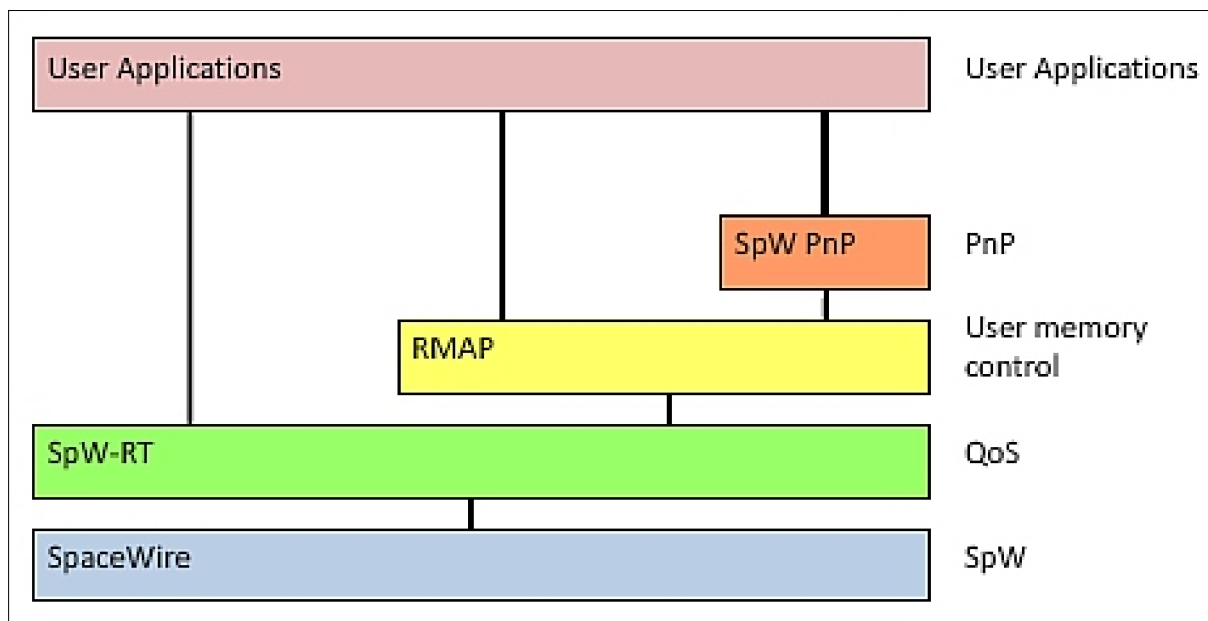 User Applications
User Applications
SpW PnP
PnP
RMAP
User memory
control
SpW-RT
QoS
SpaceWire
SpW